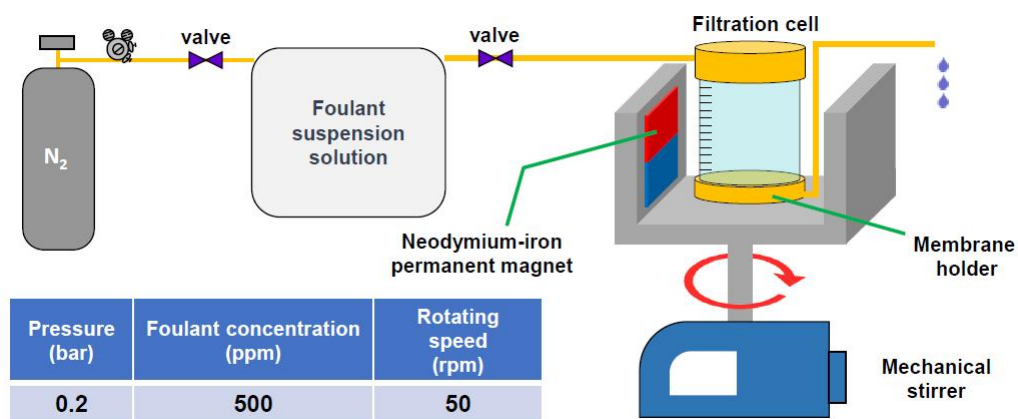 valve
valve
Filtration cell
N2
Foulant
suspension
solution
Neodymium-iron
permanent magnet
Membrane
holder
Mechanical
stirrer
Pressure
(bar)
Foulant concentration
(ppm)
Rotating
speed
(rpm)
0.2
500
50